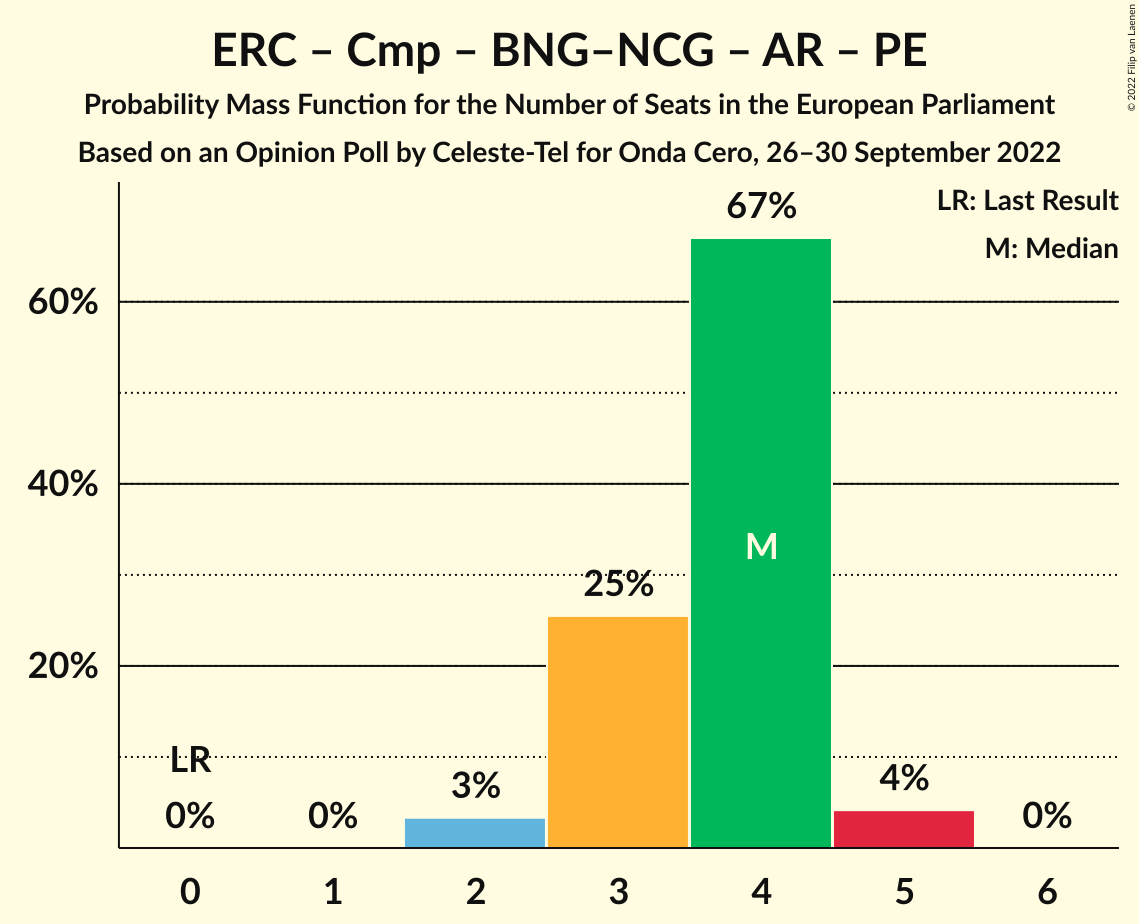 ERC – Cmp – BNG–NCG – AR – PE
Probability Mass Function for the Number of Seats in the European Parliament
Based on an Opinion Poll by Celeste-Tel for Onda Cero, 26–30 September 2022
© 2022 Filip van Laenen
LR: Last Result
M: Median
67%
60%
40%
M
25%
20%
LR
0%
0%
3%
4%
0%
0
1
2
3
4
5
6